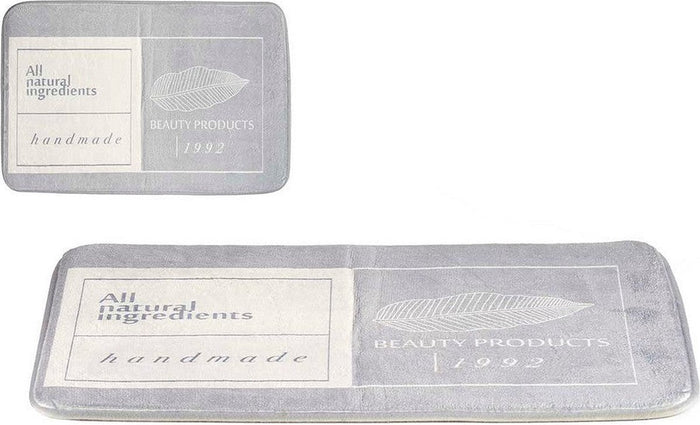 All
natural
ingredients
handmade
BEAUTY PRODUCTS
1992
All
natural
ingredients
handmade
BEAUTY PRODUCTS
1992